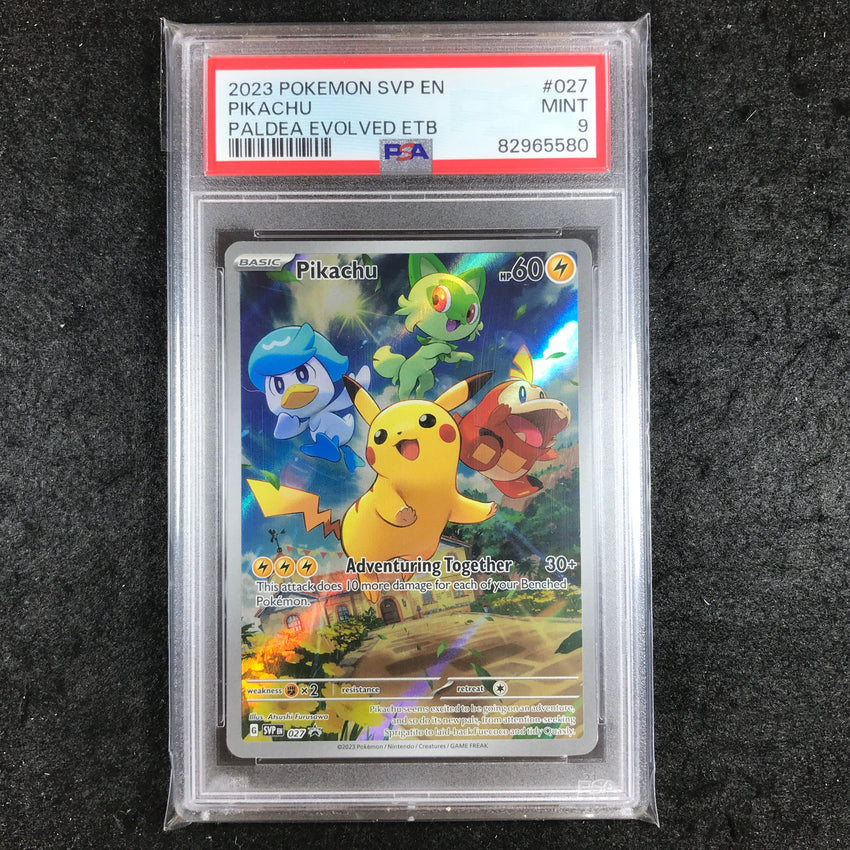 2023 POKEMON SVP EN #027
PIKACHU MINT
PALDEA EVOLVED ETB 9
PSA 82965580
BASIC Pikachu HP60
Adventuring Together 30+
This attack does 10 more damage for each of your Benched
Pokémon.
weakness ×2 resistance retreat
Pikachu seems excited to be going on an adventure,
and so do its new pals, from attention-seeking
Sprigatito to laid-back Fuecoco and tidy Quaxly.
Illus. Atsushi Furusawa
G SVP EN 027
©2023 Pokémon / Nintendo / Creatures / GAME FREAK
PSA